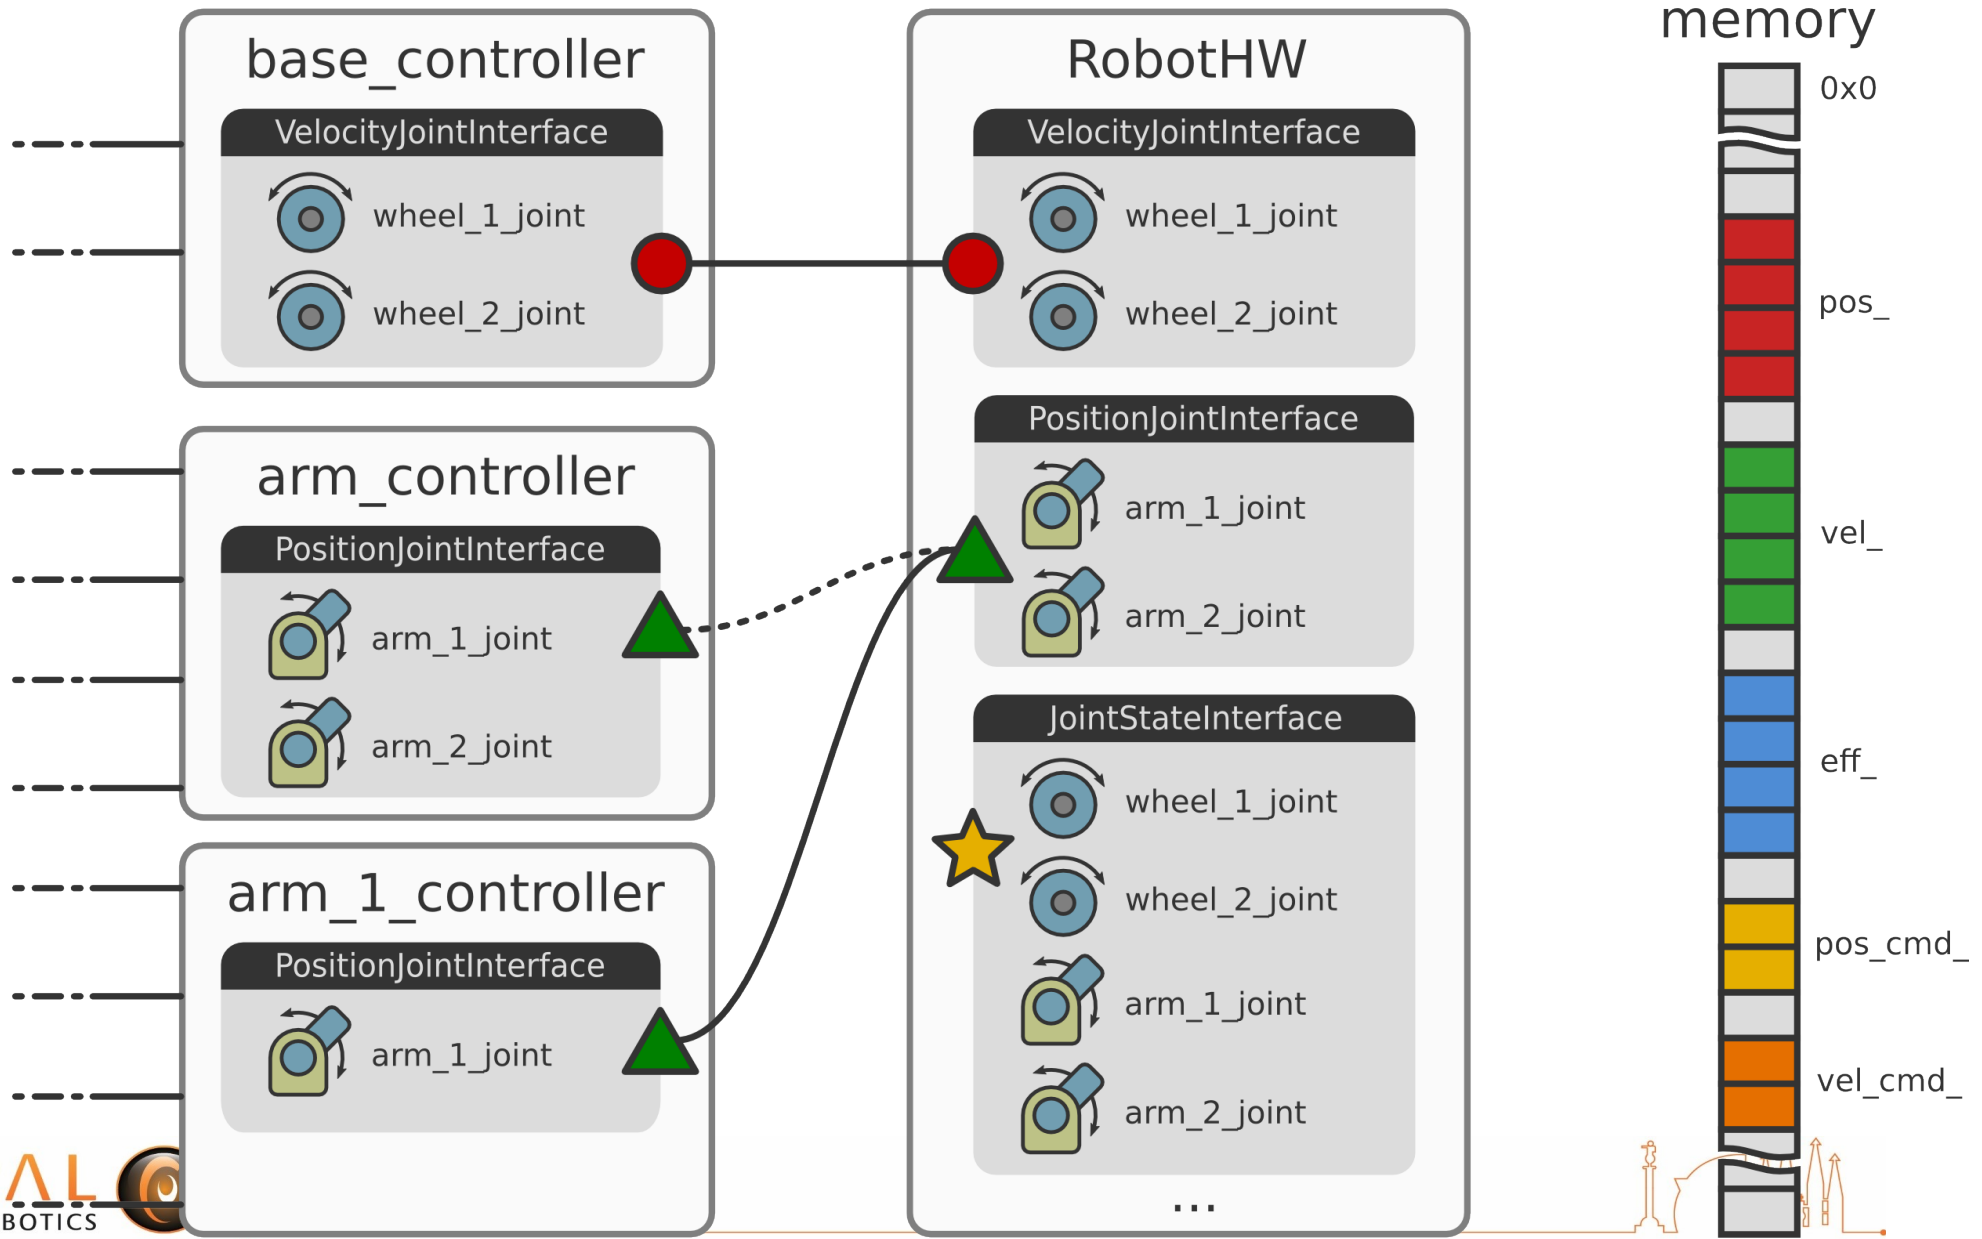 base_controller
VelocityJointInterface
wheel_1_joint
wheel_2_joint
arm_controller
PositionJointInterface
arm_1_joint
arm_2_joint
arm_1_controller
PositionJointInterface
arm_1_joint
RobotHW
VelocityJointInterface
wheel_1_joint
wheel_2_joint
PositionJointInterface
arm_1_joint
arm_2_joint
JointStateInterface
wheel_1_joint
wheel_2_joint
arm_1_joint
arm_2_joint
...
memory
0x0
pos_
vel_
eff_
pos_cmd_
vel_cmd_
AL
BOTICS